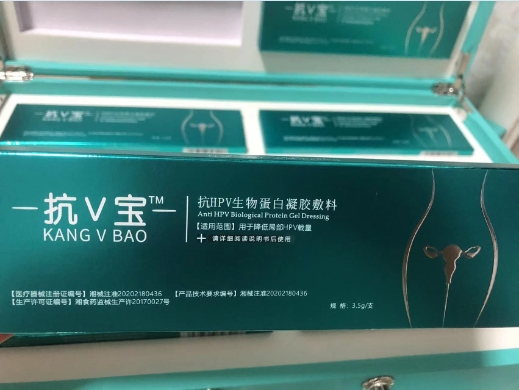 抗V宝™
KANG V BAO
抗HPV生物蛋白凝胶敷料
Anti HPV Biological Protein Gel Dressing
【适用范围】用于降低局部HPV载量
请详细阅读说明书后使用
【医疗器械注册证编号】湘械注准20202180436 【产品技术要求编号】湘械注准20202180436
【生产许可证编号】湘食药监械生产许20170027号
规 格：3.5g/支